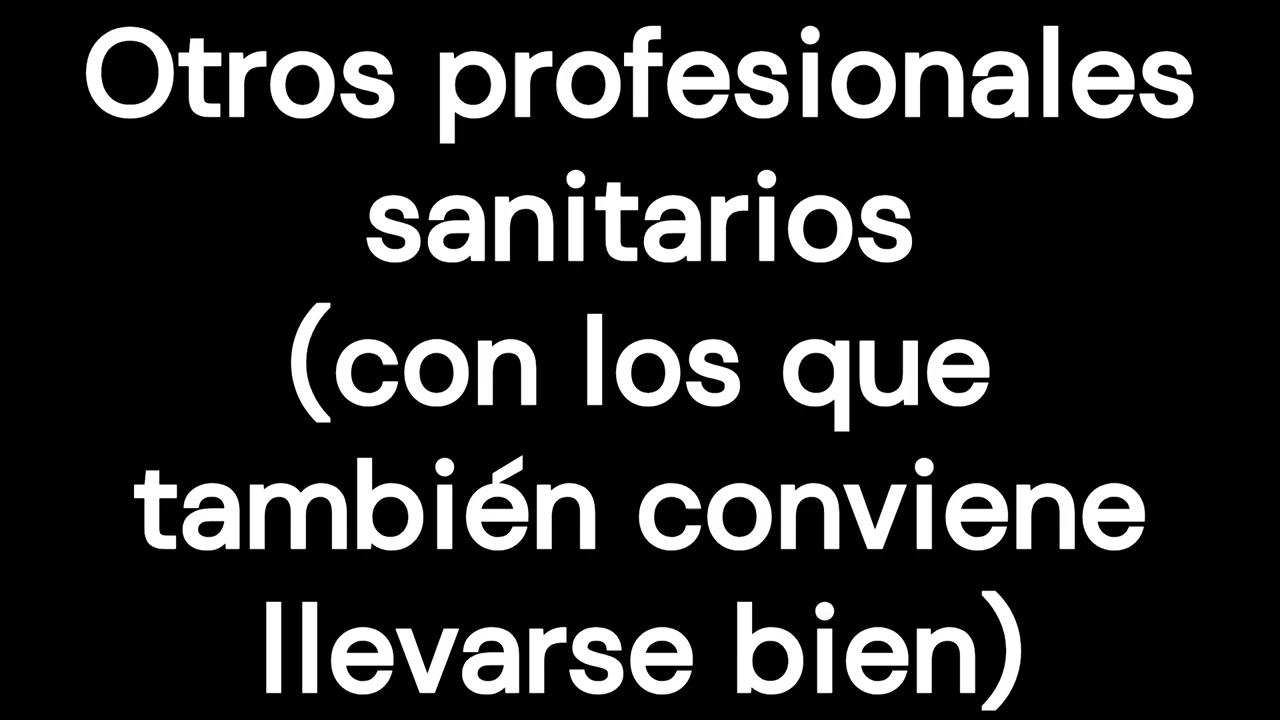 Otros profesionales
sanitarios
(con los que
también conviene
llevarse bien)